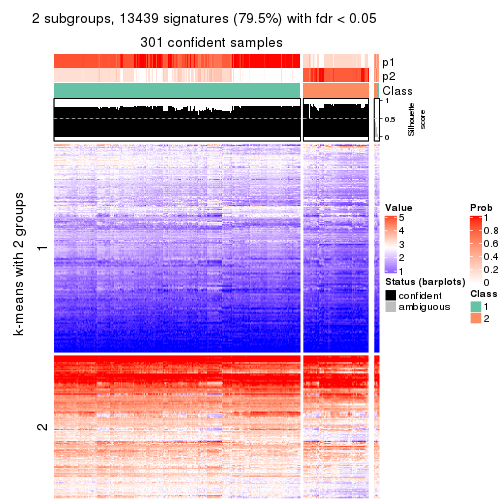 2 subgroups, 13439 signatures (79.5%) with fdr < 0.05
301 confident samples
p1
p2
Class
1
0.5
0
Silhouette
score
k-means with 2 groups
1
2
Value
5
4
3
2
1
Status (barplots)
confident
ambiguous
Prob
1
0.8
0.6
0.4
0.2
0
Class
1
2